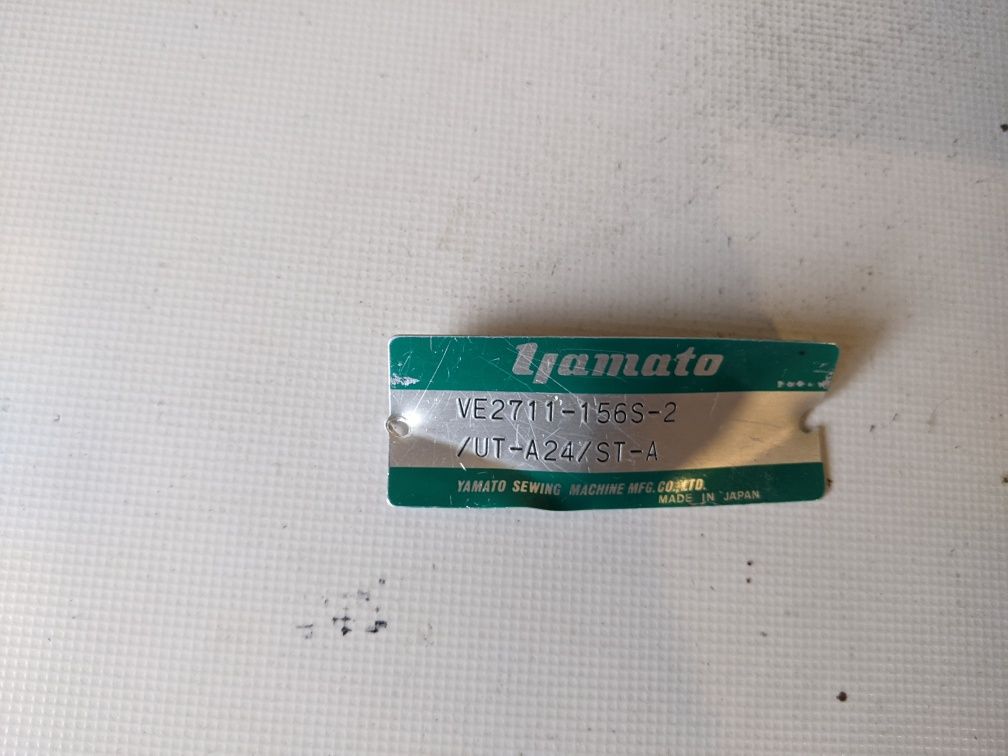 Yamato
VE2711-156S-2
/UT-A24/ST-A
YAMATO SEWING MACHINE MFG.CO.,LTD.
MADE IN JAPAN